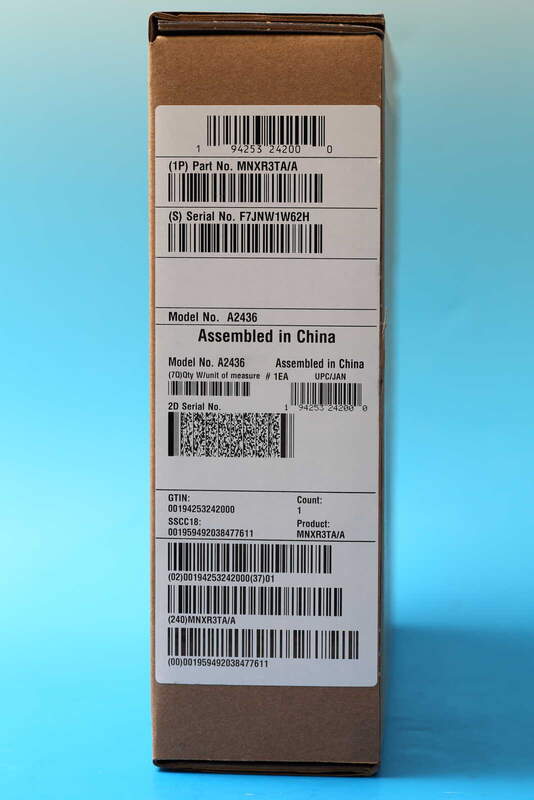 1 94253 24200 0
(1P) Part No. MNXR3TA/A
(S) Serial No. F7JNW1W62H
Model No. A2436
Assembled in China
Model No. A2436 Assembled in China
(7Q)Qty W/unit of measure # 1EA UPC/JAN
2D Serial No. 1 94253 24200 0
GTIN: Count:
00194253242000 1
SSCC18: Product:
001959492038477611 MNXR3TA/A
(02)00194253242000(37)01
(240)MNXR3TA/A
(00)001959492038477611